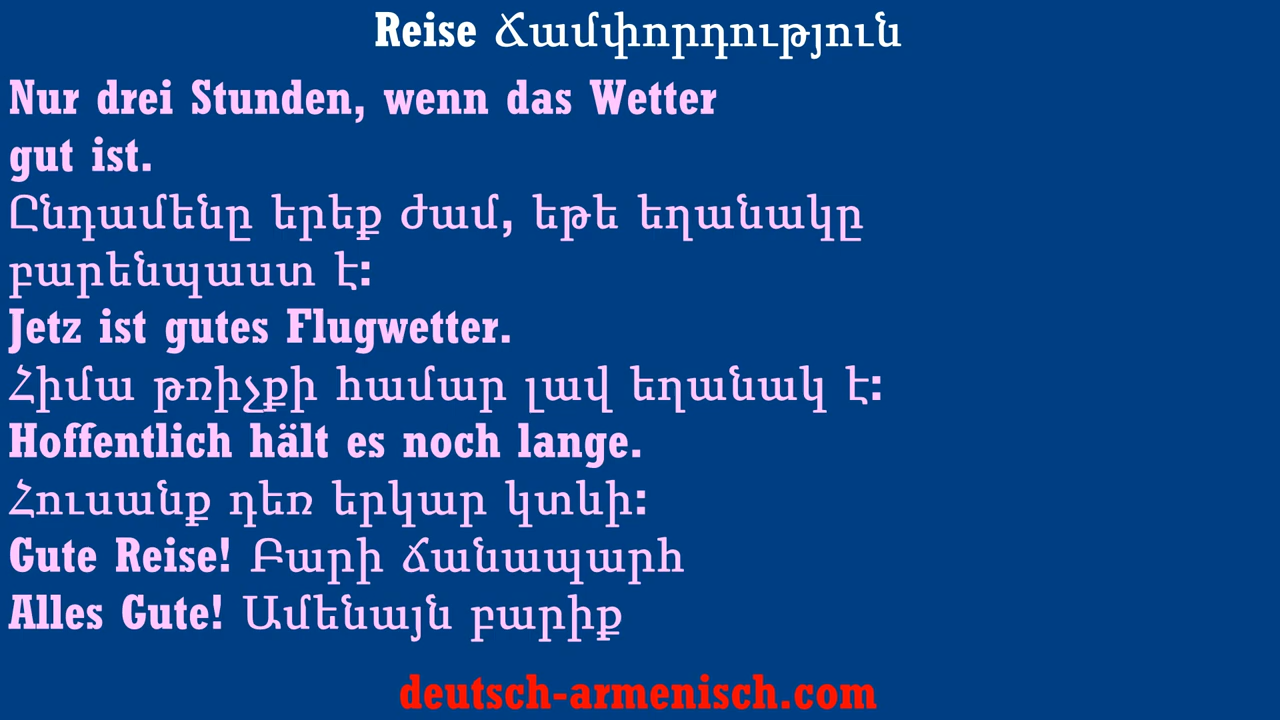 Reise Ճամփորդություն
Nur drei Stunden, wenn das Wetter
gut ist.
Ընդամենը երեք ժամ, եթե եղանակը
բարենպաստ է:
Jetz ist gutes Flugwetter.
Հիմա թռիչքի համար լավ եղանակ է:
Hoffentlich hält es noch lange.
Հուսանք դեռ երկար կտևի:
Gute Reise! Բարի ճանապարհ
Alles Gute! Ամենայն բարիք
deutsch-armenisch.com